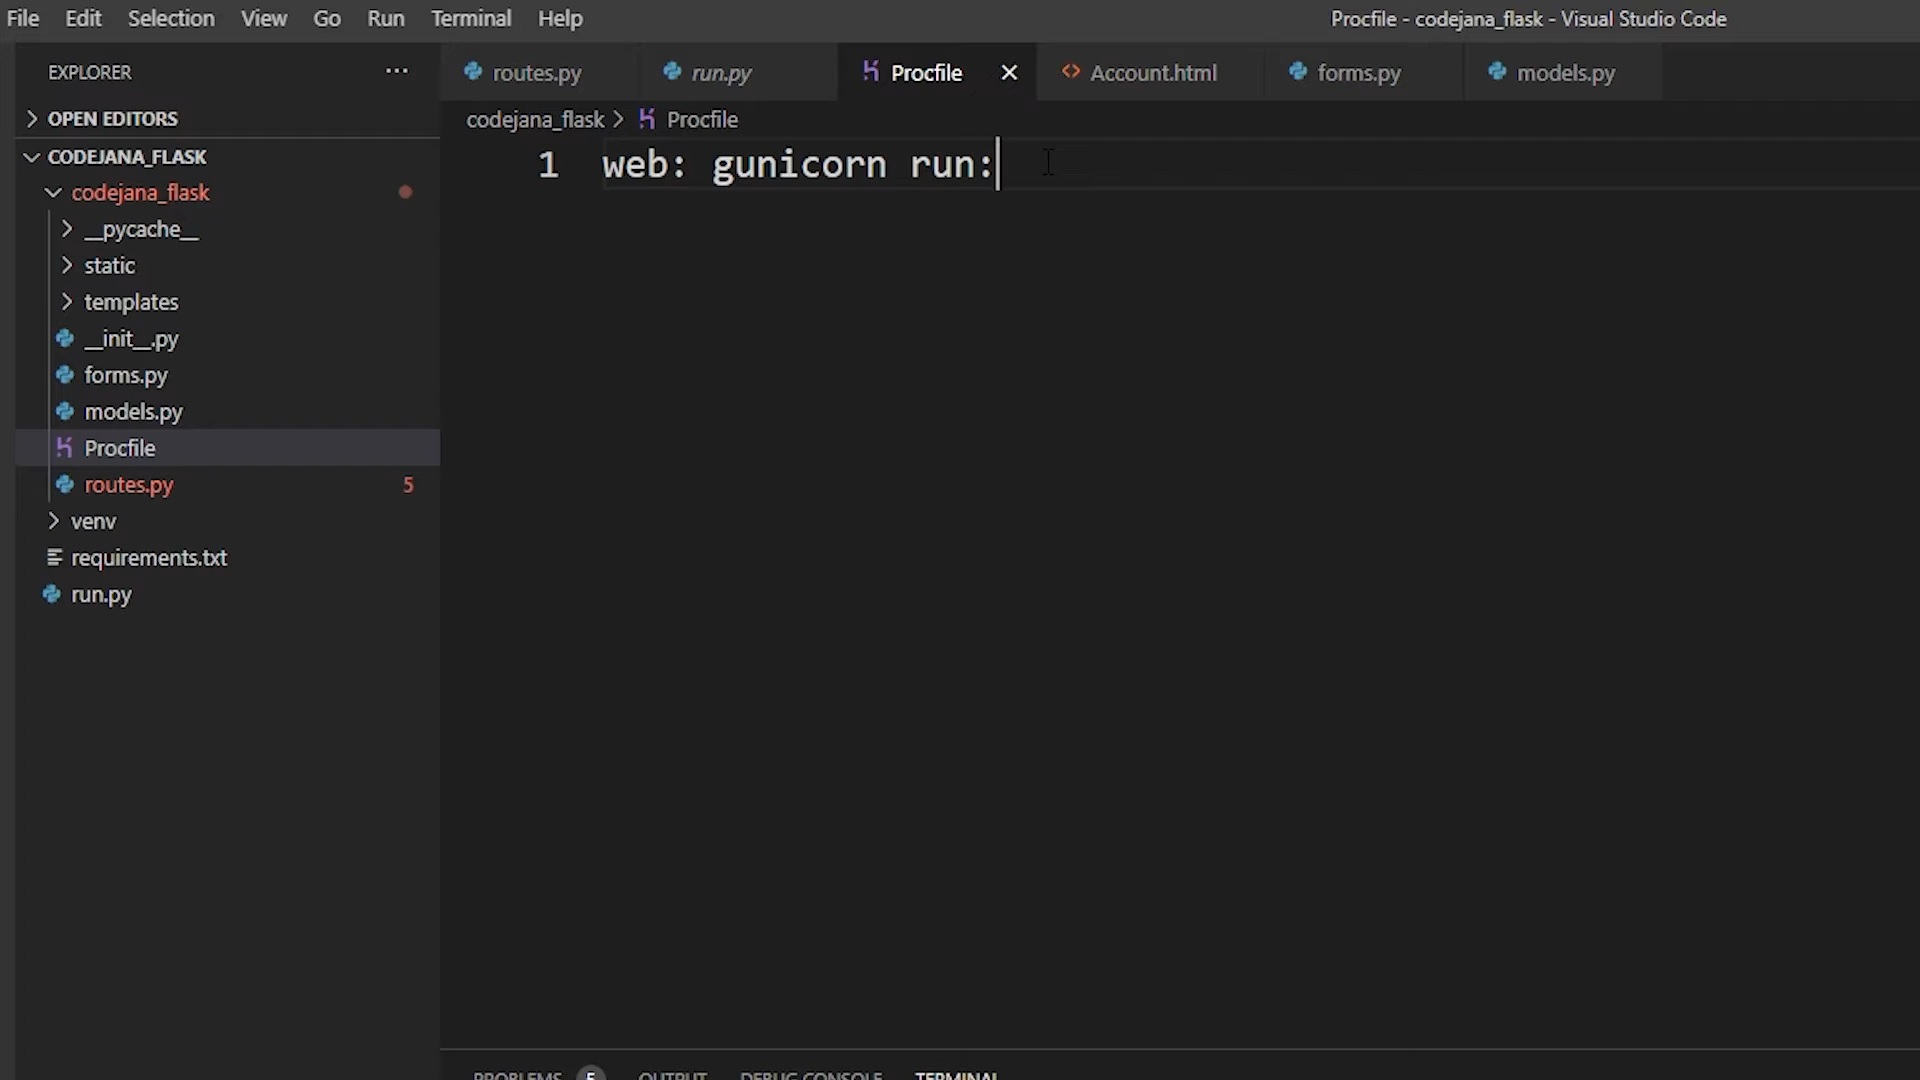 File Edit Selection View Go Run Terminal Help
Procfile - codejana_flask - Visual Studio Code
EXPLORER
routes.py run.py Procfile Account.html forms.py models.py
OPEN EDITORS
codejana_flask > Procfile
CODEJANA_FLASK
1 web: gunicorn run:
codejana_flask
__pycache__
static
templates
__init__.py
forms.py
models.py
Procfile
routes.py 5
venv
requirements.txt
run.py
PROBLEMS 5 OUTPUT DEBUG CONSOLE TERMINAL